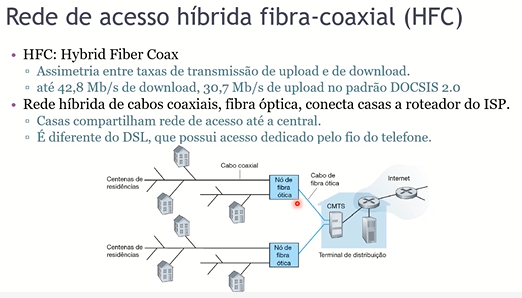 Rede de acesso híbrida fibra-coaxial (HFC)
• HFC: Hybrid Fiber Coax
▫ Assimetria entre taxas de transmissão de upload e de download.
▫ até 42,8 Mb/s de download, 30,7 Mb/s de upload no padrão DOCSIS 2.0
• Rede híbrida de cabos coaxiais, fibra óptica, conecta casas a roteador do ISP.
▫ Casas compartilham rede de acesso até a central.
▫ É diferente do DSL, que possui acesso dedicado pelo fio do telefone.
Cabo coaxial
Centenas de
residências
Nó de
fibra
ótica
Cabo de
fibra ótica
Internet
CMTS
Centenas de
residências
Nó de
fibra
ótica
Terminal de distribuição